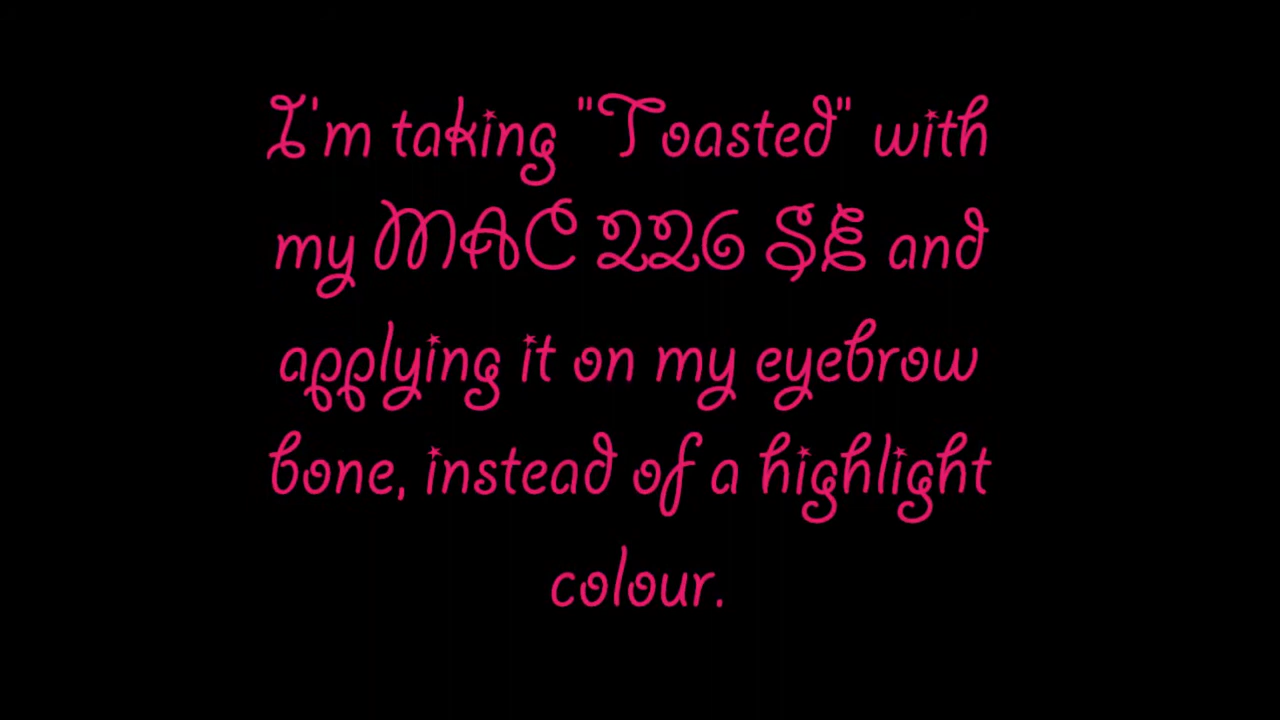 I'm taking "Toasted" with
my MAC 226 SE and
applying it on my eyebrow
bone, instead of a highlight
colour.